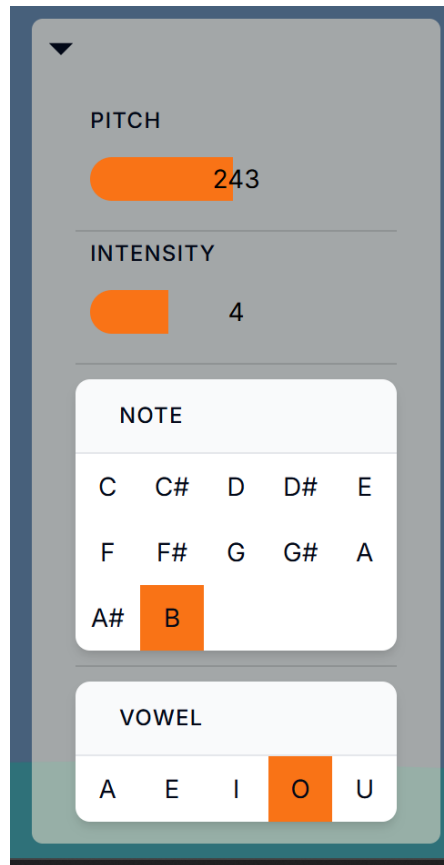 PITCH
243
INTENSITY
4
NOTE
C C# D D# E
F F# G G# A
A# B
VOWEL
A E I O U